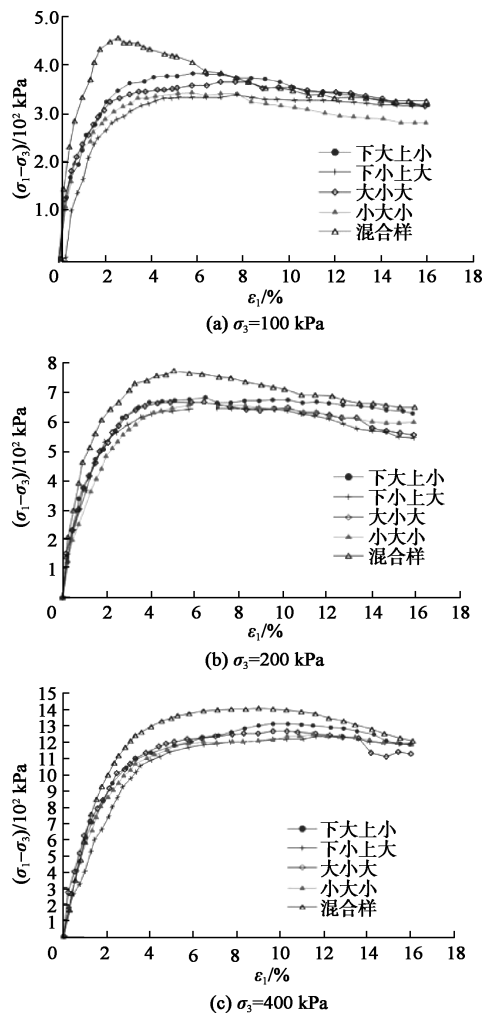 5.0
4.0
3.0
2.0
1.0
(σ₁−σ₃)/10² kPa
下大上小
下小上大
大小大
小大小
混合样
0 2 4 6 8 10 12 14 16 18
ε₁/%
(a) σ₃=100 kPa
8
7
6
5
4
3
2
1
(σ₁−σ₃)/10² kPa
下大上小
下小上大
大小大
小大小
混合样
0 2 4 6 8 10 12 14 16 18
ε₁/%
(b) σ₃=200 kPa
15
14
13
12
11
10
9
8
7
6
5
4
3
2
1
(σ₁−σ₃)/10² kPa
下大上小
下小上大
大小大
小大小
混合样
0 2 4 6 8 10 12 14 16 18
ε₁/%
(c) σ₃=400 kPa